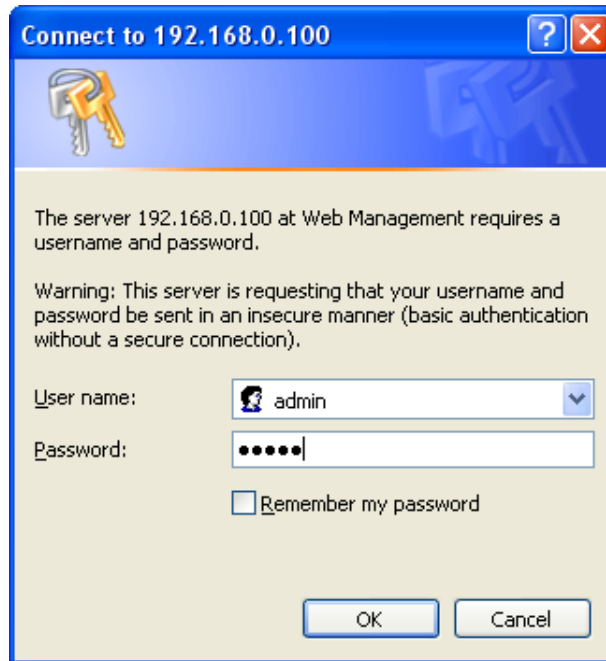 Connect to 192.168.0.100
The server 192.168.0.100 at Web Management requires a
username and password.
Warning: This server is requesting that your username and
password be sent in an insecure manner (basic authentication
without a secure connection).
User name:
admin
Password:
•••••
Remember my password
OK
Cancel